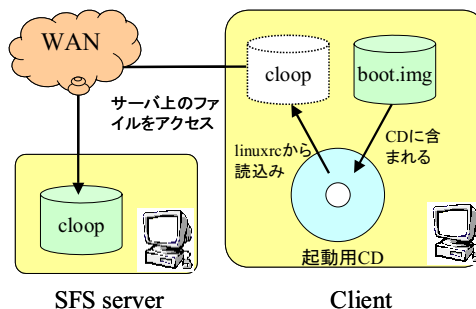 WAN
サーバ上のファ
イルをアクセス
cloop
SFS server
cloop
boot.img
linuxrcから
読込み
CDに含
まれる
起動用CD
Client